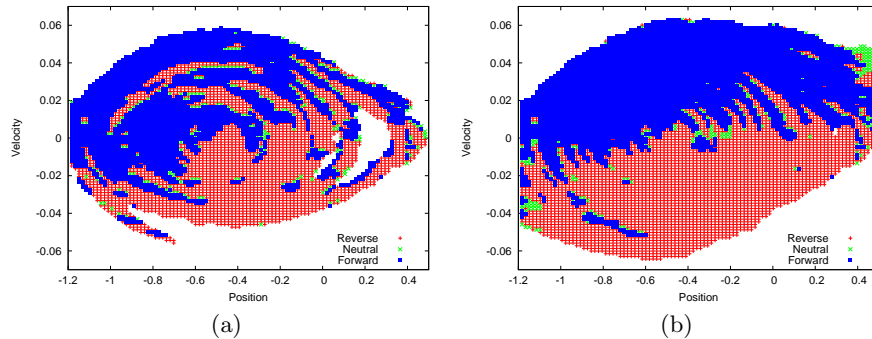 0.06
0.04
0.02
0
-0.02
-0.04
-0.06
Velocity
-1.2 -1 -0.8 -0.6 -0.4 -0.2 0 0.2 0.4
Position
Reverse
Neutral
Forward
(a)
0.06
0.04
0.02
0
-0.02
-0.04
-0.06
Velocity
-1.2 -1 -0.8 -0.6 -0.4 -0.2 0 0.2 0.4
Position
Reverse
Neutral
Forward
(b)